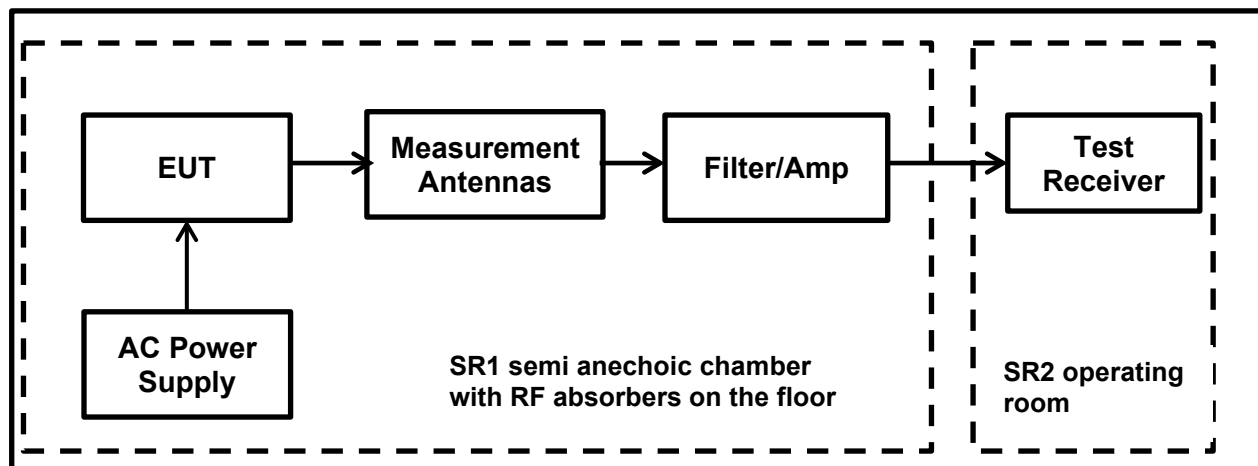 EUT
Measurement
Antennas
Filter/Amp
Test
Receiver
AC Power
Supply
SR1 semi anechoic chamber
with RF absorbers on the floor
SR2 operating
room